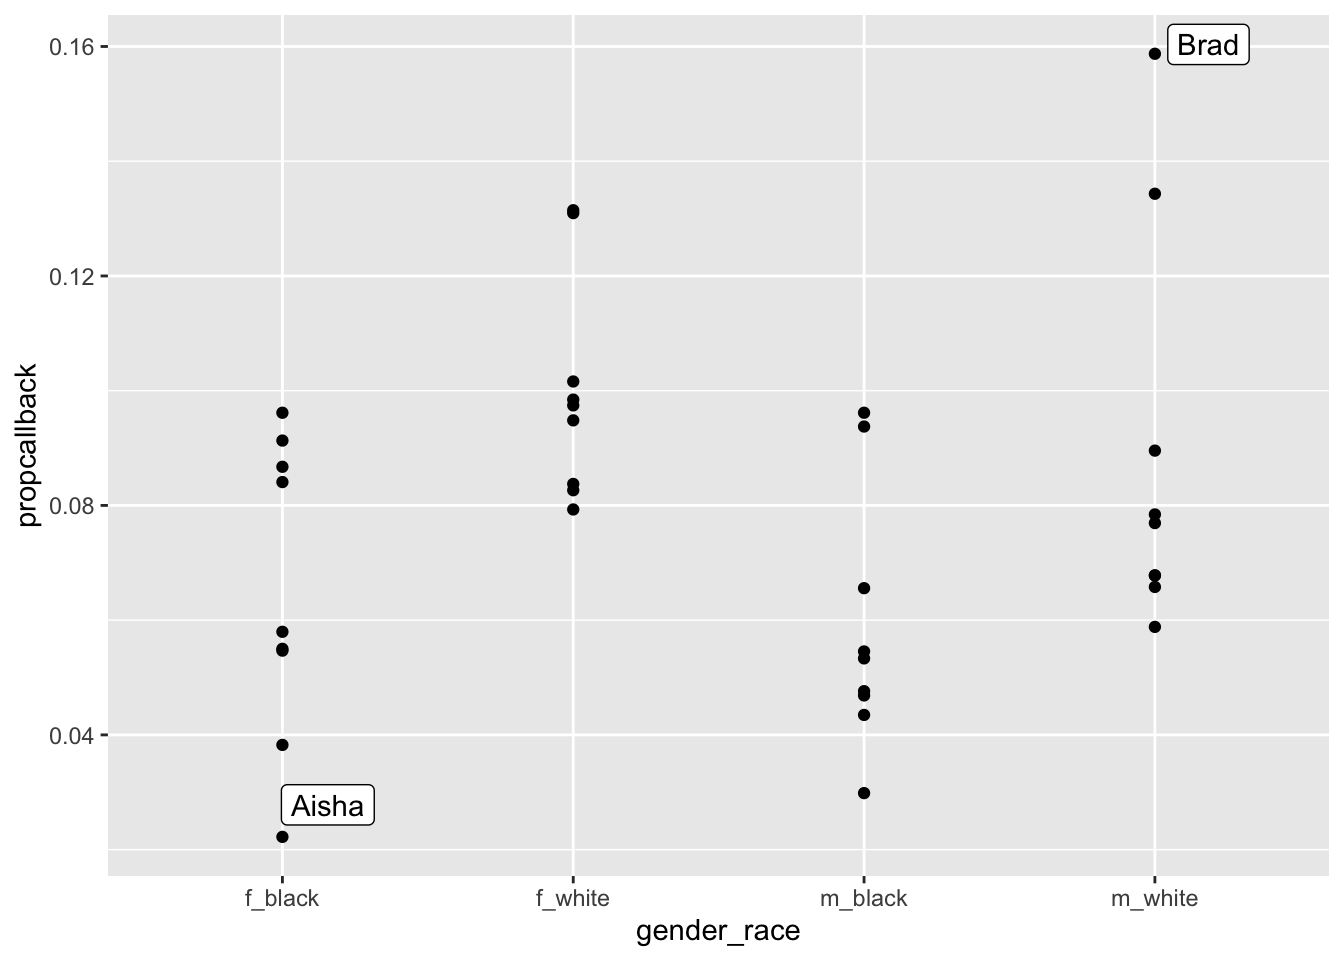 0.16
0.12
0.08
0.04
propcallback
Brad
Aisha
f_black
f_white
m_black
m_white
gender_race